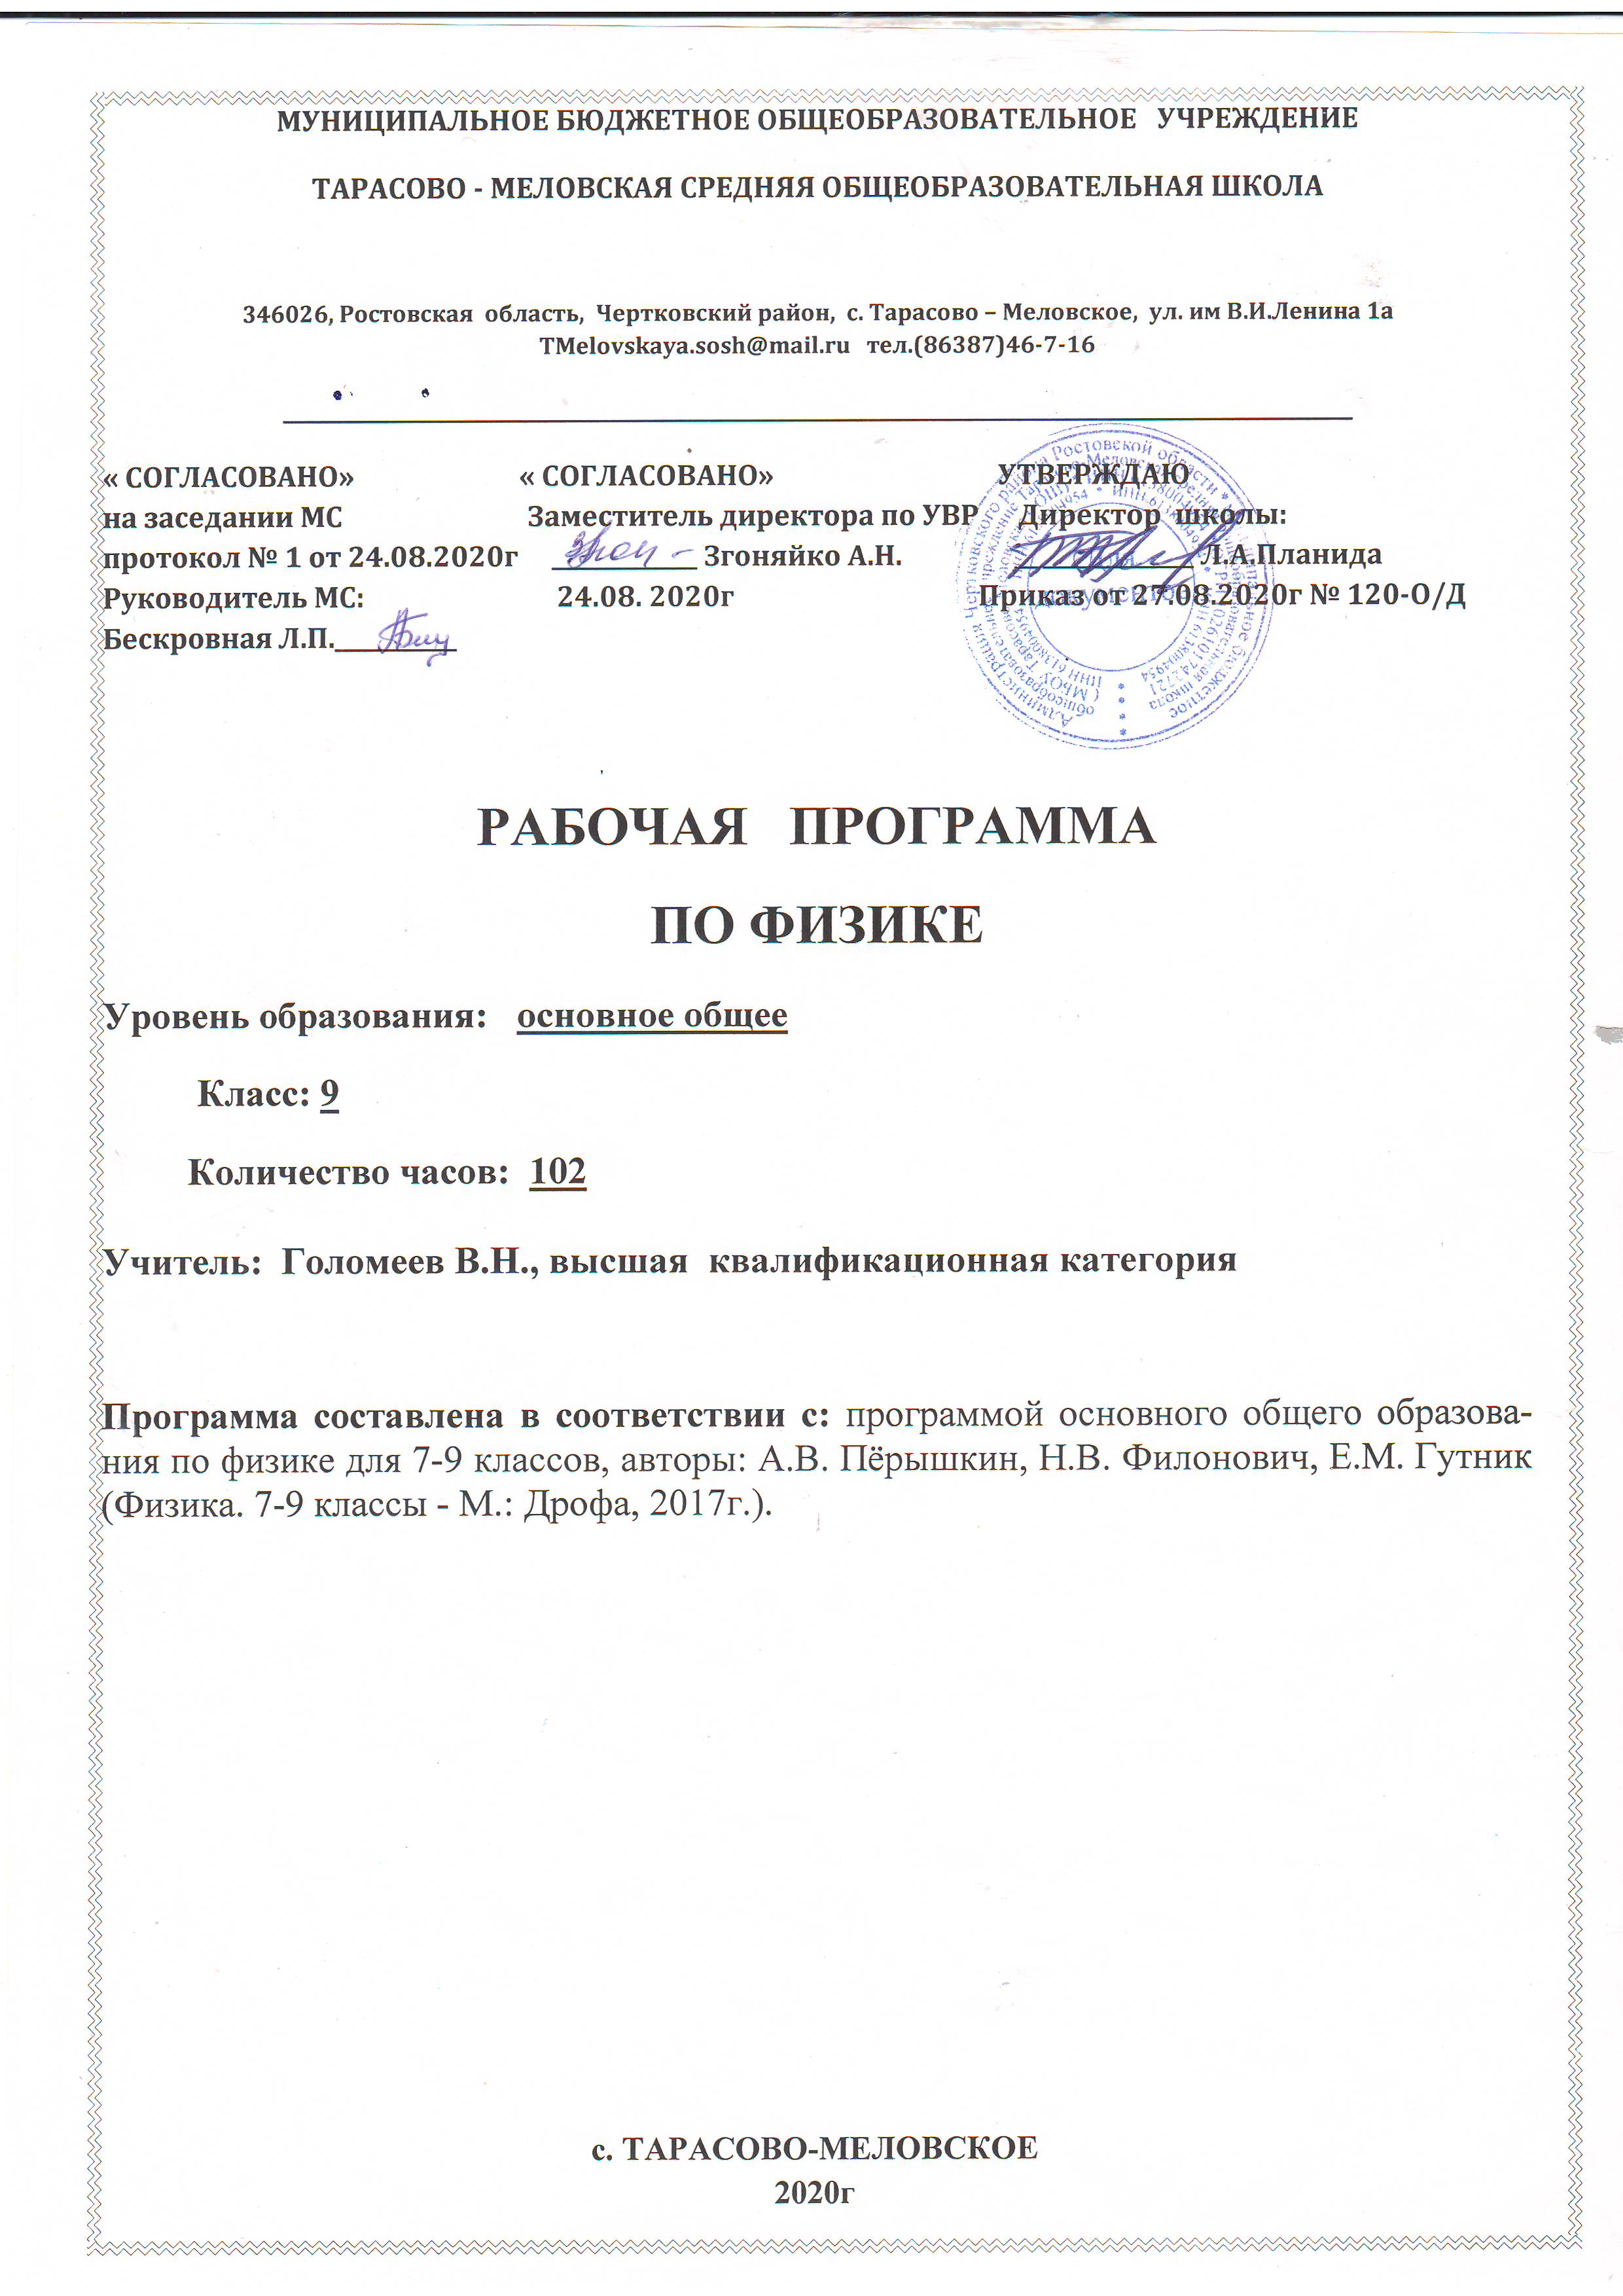 МУНИЦИПАЛЬНОЕ БЮДЖЕТНОЕ ОБЩЕОБРАЗОВАТЕЛЬНОЕ УЧРЕЖДЕНИЕ
ТАРАСОВО - МЕЛОВСКАЯ СРЕДНЯЯ ОБЩЕОБРАЗОВАТЕЛЬНАЯ ШКОЛА
346026, Ростовская область, Чертковский район, с. Тарасово – Меловское, ул. им В.И.Ленина 1а
TMelovskaya.sosh@mail.ru тел.(86387)46-7-16
« СОГЛАСОВАНО» « СОГЛАСОВАНО» УТВЕРЖДАЮ
на заседании МС Заместитель директора по УВР Директор школы:
протокол № 1 от 24.08.2020г __________ Згоняйко А.Н. ____________ Л.А.Планида
Руководитель МС: 24.08. 2020г Приказ от 27.08.2020г № 120-О/Д
Бескровная Л.П.________
РАБОЧАЯ ПРОГРАММА
ПО ФИЗИКЕ
Уровень образования: основное общее
Класс: 9
Количество часов: 102
Учитель: Голомеев В.Н., высшая квалификационная категория
Программа составлена в соответствии с: программой основного общего образова-
ния по физике для 7-9 классов, авторы: А.В. Пёрышкин, Н.В. Филонович, Е.М. Гутник
(Физика. 7-9 классы - М.: Дрофа, 2017г.).
с. ТАРАСОВО-МЕЛОВСКОЕ
2020г